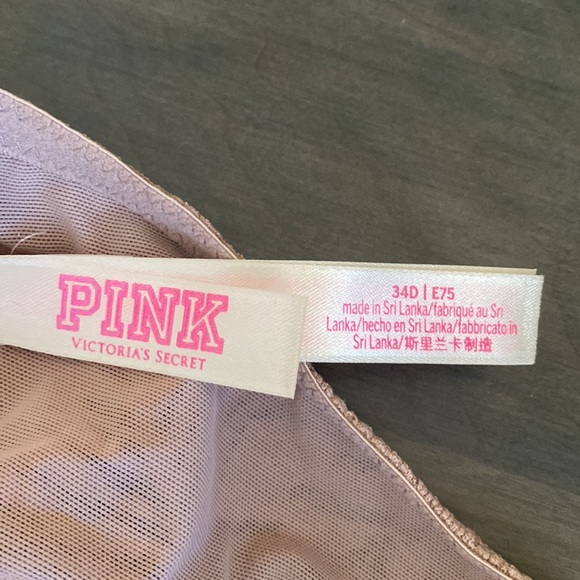 PINK
VICTORIA'S SECRET
34D | E75
made in Sri Lanka/fabriqué au Sri
Lanka/hecho en Sri Lanka/fabbricato in
Sri Lanka/斯里兰卡制造